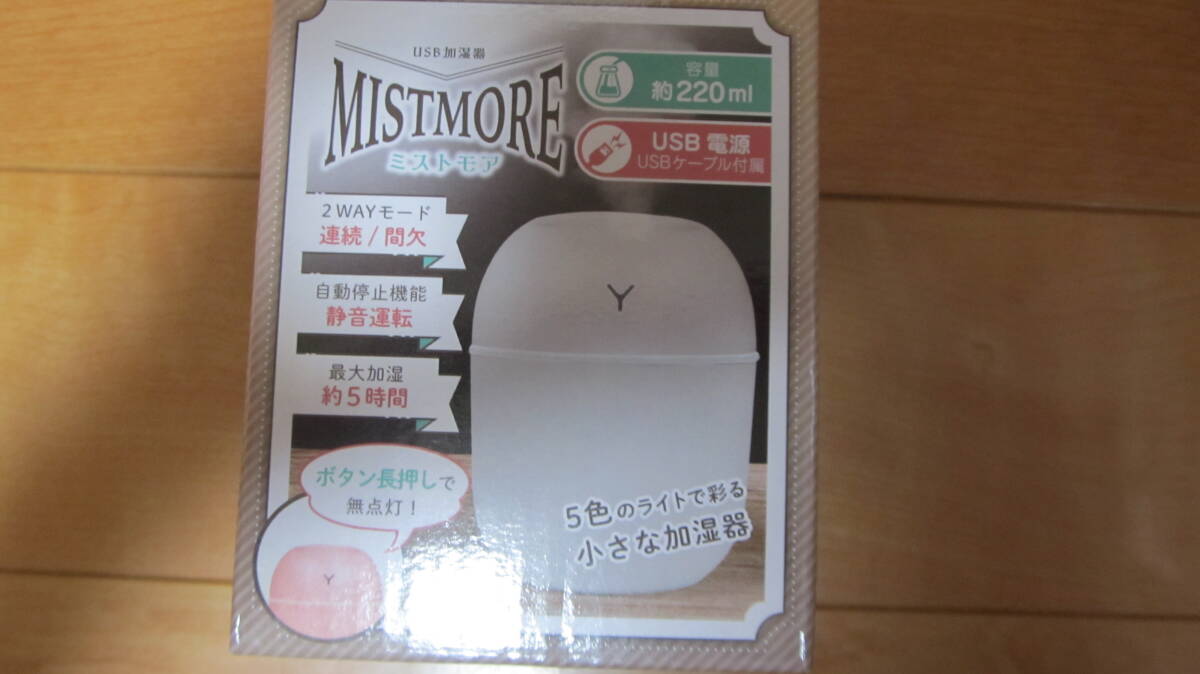 USB加湿器
MISTMORE
ミストモア
容量
約220ml
USB 電源
USBケーブル付属
2WAYモード
連続/間欠
自動停止機能
静音運転
最大加湿
約5時間
ボタン長押しで
無点灯!
5色のライトで彩る
小さな加湿器